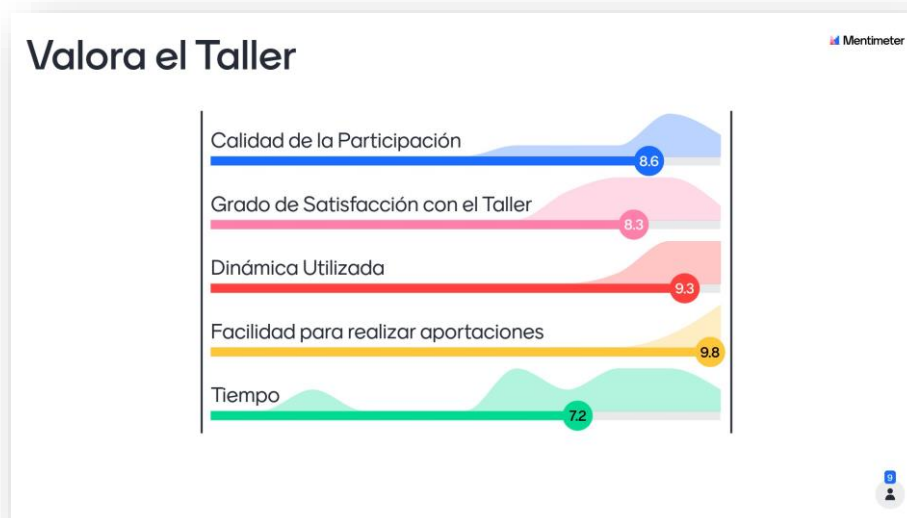 Valora el Taller
Mentimeter
Calidad de la Participación
8.6
Grado de Satisfacción con el Taller
8.3
Dinámica Utilizada
9.3
Facilidad para realizar aportaciones
9.8
Tiempo
7.2
9